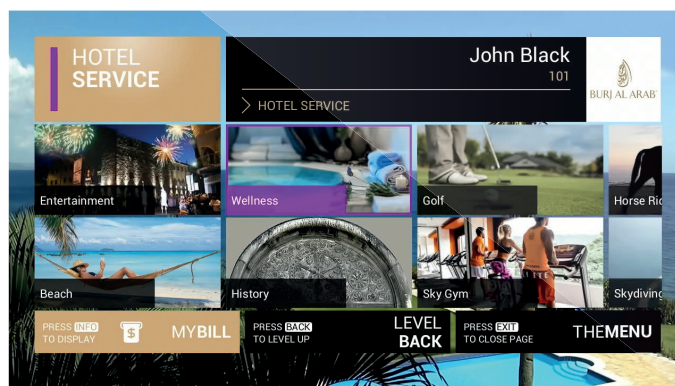 HOTEL
SERVICE
John Black
101
HOTEL SERVICE
BURJ AL ARAB
Entertainment
Wellness
Golf
Horse Ric
Beach
History
Sky Gym
Skydiving
PRESS INFO
TO DISPLAY
$
MYBILL
PRESS BACK
TO LEVEL UP
LEVEL
BACK
PRESS EXIT
TO CLOSE PAGE
THEMENU